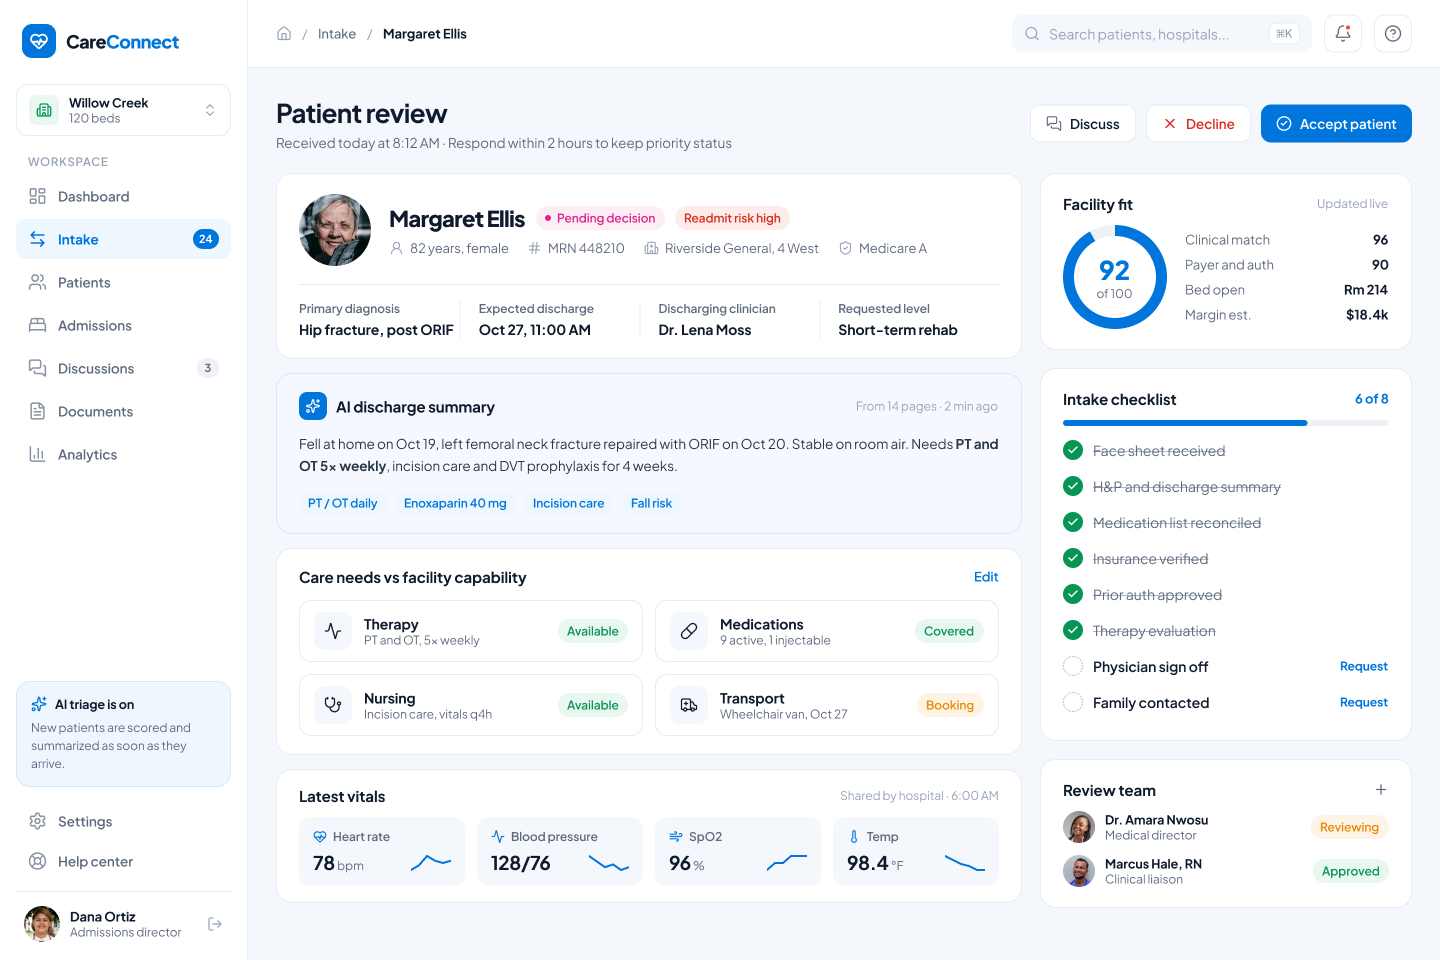 CareConnect
Willow Creek
120 beds
WORKSPACE
Dashboard
Intake
24
Patients
Admissions
Discussions
3
Documents
Analytics
AI triage is on
New patients are scored and
summarized as soon as they
arrive.
Settings
Help center
Dana Ortiz
Admissions director
/ Intake / Margaret Ellis
Search patients, hospitals...
⌘K
Patient review
Received today at 8:12 AM · Respond within 2 hours to keep priority status
Discuss
Decline
Accept patient
Margaret Ellis
Pending decision
Readmit risk high
82 years, female
MRN 448210
Riverside General, 4 West
Medicare A
Primary diagnosis
Hip fracture, post ORIF
Expected discharge
Oct 27, 11:00 AM
Discharging clinician
Dr. Lena Moss
Requested level
Short-term rehab
AI discharge summary
From 14 pages · 2 min ago
Fell at home on Oct 19, left femoral neck fracture repaired with ORIF on Oct 20. Stable on room air. Needs PT and
OT 5× weekly, incision care and DVT prophylaxis for 4 weeks.
PT / OT daily
Enoxaparin 40 mg
Incision care
Fall risk
Care needs vs facility capability
Edit
Therapy
PT and OT, 5× weekly
Available
Medications
9 active, 1 injectable
Covered
Nursing
Incision care, vitals q4h
Available
Transport
Wheelchair van, Oct 27
Booking
Latest vitals
Shared by hospital · 6:00 AM
Heart rate
78 bpm
Blood pressure
128/76
SpO2
96 %
Temp
98.4 °F
Facility fit
Updated live
92
of 100
Clinical match
96
Payer and auth
90
Bed open
Rm 214
Margin est.
$18.4k
Intake checklist
6 of 8
Face sheet received
H&P and discharge summary
Medication list reconciled
Insurance verified
Prior auth approved
Therapy evaluation
Physician sign off
Request
Family contacted
Request
Review team
Dr. Amara Nwosu
Medical director
Reviewing
Marcus Hale, RN
Clinical liaison
Approved